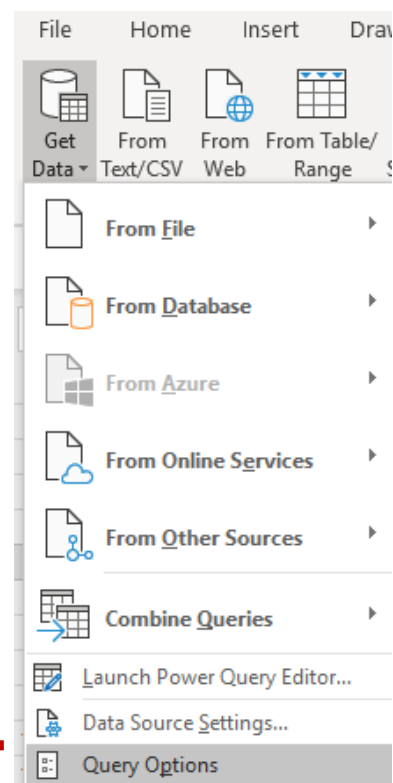 File Home Insert Draw
Get From From From Table/
Data Text/CSV Web Range
From File
From Database
From Azure
From Online Services
From Other Sources
Combine Queries
Launch Power Query Editor...
Data Source Settings...
Query Options